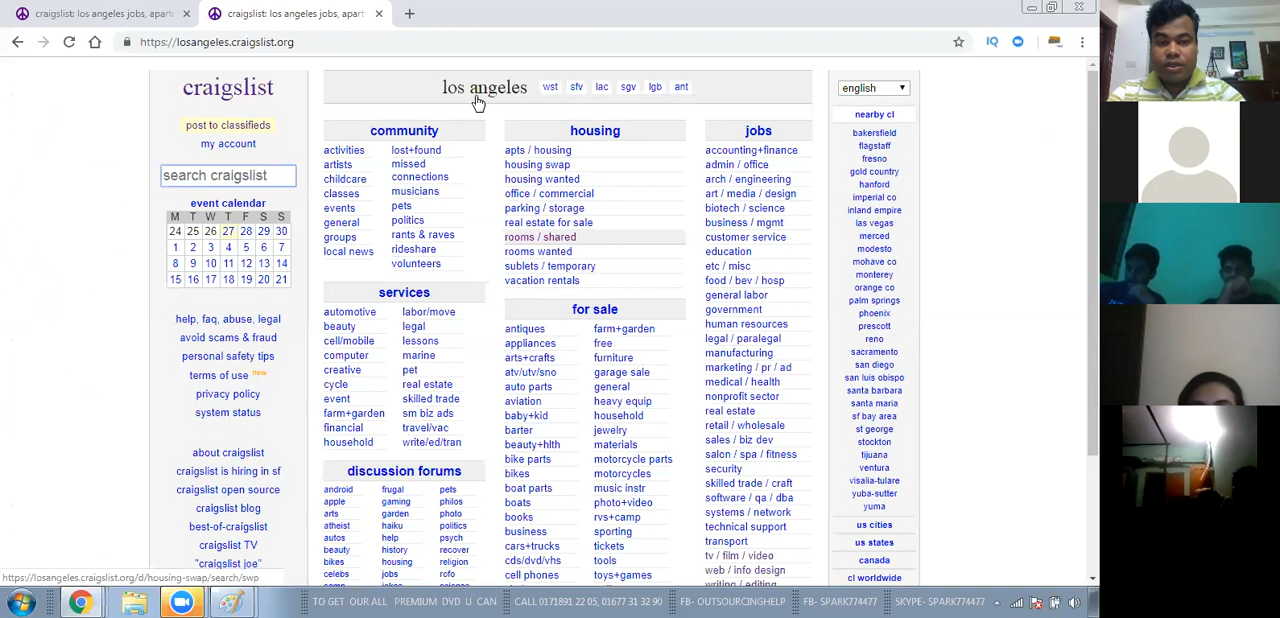 craigslist: los angeles jobs, apart
craigslist: los angeles jobs, apart
https://losangeles.craigslist.org
IQ
craigslist
post to classifieds
my account
search craigslist
event calendar
M T W T F S S
24 25 26 27 28 29 30
1 2 3 4 5 6 7
8 9 10 11 12 13 14
15 16 17 18 19 20 21
help, faq, abuse, legal
avoid scams & fraud
personal safety tips
terms of use new
privacy policy
system status
about craigslist
craigslist is hiring in sf
craigslist open source
craigslist blog
best-of-craigslist
craigslist TV
"craigslist joe"
los angeles wst sfv lac sgv lgb ant
community
activities
artists
childcare
classes
events
general
groups
local news
lost+found
missed
connections
musicians
pets
politics
rants & raves
rideshare
volunteers
services
automotive
beauty
cell/mobile
computer
creative
cycle
event
farm+garden
financial
household
labor/move
legal
lessons
marine
pet
real estate
skilled trade
sm biz ads
travel/vac
write/ed/tran
discussion forums
android
apple
arts
atheist
autos
beauty
bikes
celebs
frugal
gaming
garden
haiku
help
history
housing
jobs
pets
philos
photo
politics
psych
recover
religion
rofo
housing
apts / housing
housing swap
housing wanted
office / commercial
parking / storage
real estate for sale
rooms / shared
rooms wanted
sublets / temporary
vacation rentals
for sale
antiques
appliances
arts+crafts
atv/utv/sno
auto parts
aviation
baby+kid
barter
beauty+hlth
bike parts
bikes
boat parts
boats
books
business
cars+trucks
cds/dvd/vhs
cell phones
farm+garden
free
furniture
garage sale
general
heavy equip
household
jewelry
materials
motorcycle parts
motorcycles
music instr
photo+video
rvs+camp
sporting
tickets
tools
toys+games
jobs
accounting+finance
admin / office
arch / engineering
art / media / design
biotech / science
business / mgmt
customer service
education
etc / misc
food / bev / hosp
general labor
government
human resources
legal / paralegal
manufacturing
marketing / pr / ad
medical / health
nonprofit sector
real estate
retail / wholesale
sales / biz dev
salon / spa / fitness
security
skilled trade / craft
software / qa / dba
systems / network
technical support
transport
tv / film / video
web / info design
writing / editing
english
nearby cl
bakersfield
flagstaff
fresno
gold country
hanford
imperial co
inland empire
las vegas
merced
modesto
mohave co
monterey
orange co
palm springs
phoenix
prescott
reno
sacramento
san diego
san luis obispo
santa barbara
santa maria
sf bay area
st george
stockton
tijuana
ventura
visalia-tulare
yuba-sutter
yuma
us cities
us states
canada
cl worldwide
https://losangeles.craigslist.org/d/housing-swap/search/swp
TO GET OUR ALL PREMIUM DVD U CAN CALL 0171891 22 05, 01677 31 32 90 FB- OUTSOURCINGHELP FB- SPARK774477 SKYPE- SPARK774477